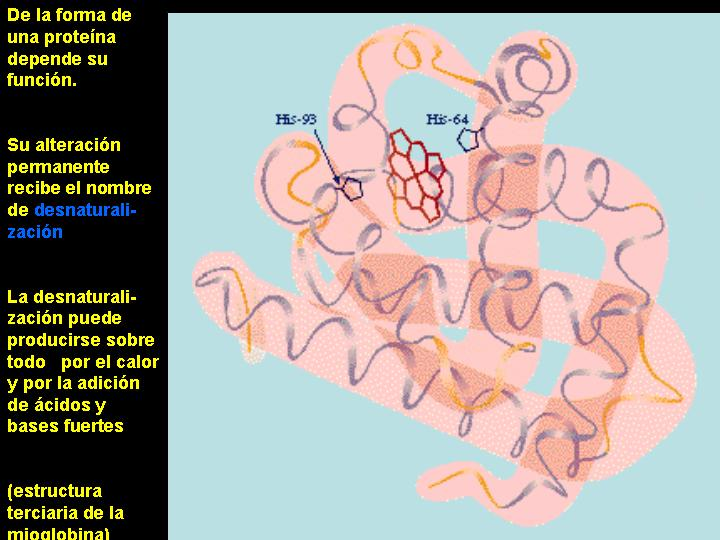 De la forma de
una proteína
depende su
función.
Su alteración
permanente
recibe el nombre
de desnaturali-
zación
La desnaturali-
zación puede
producirse sobre
todo por el calor
y por la adición
de ácidos y
bases fuertes
(estructura
terciaria de la
mioglobina)
His-93
His-64